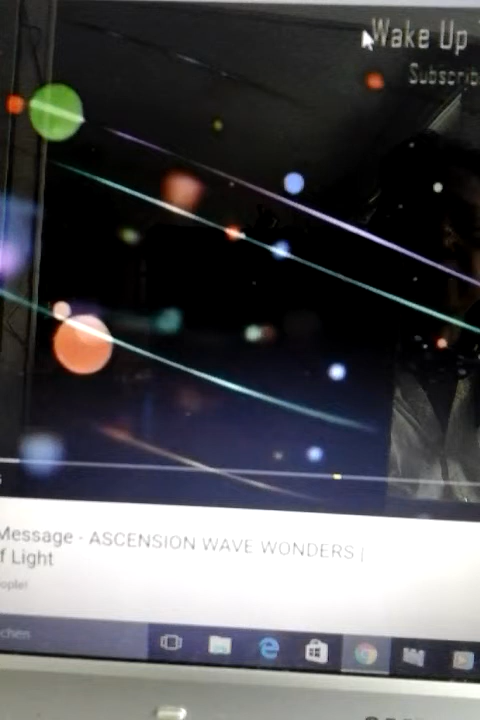 Wake Up
Subscrib
Message - ASCENSION WAVE WONDERS |
f Light
ople!
chen